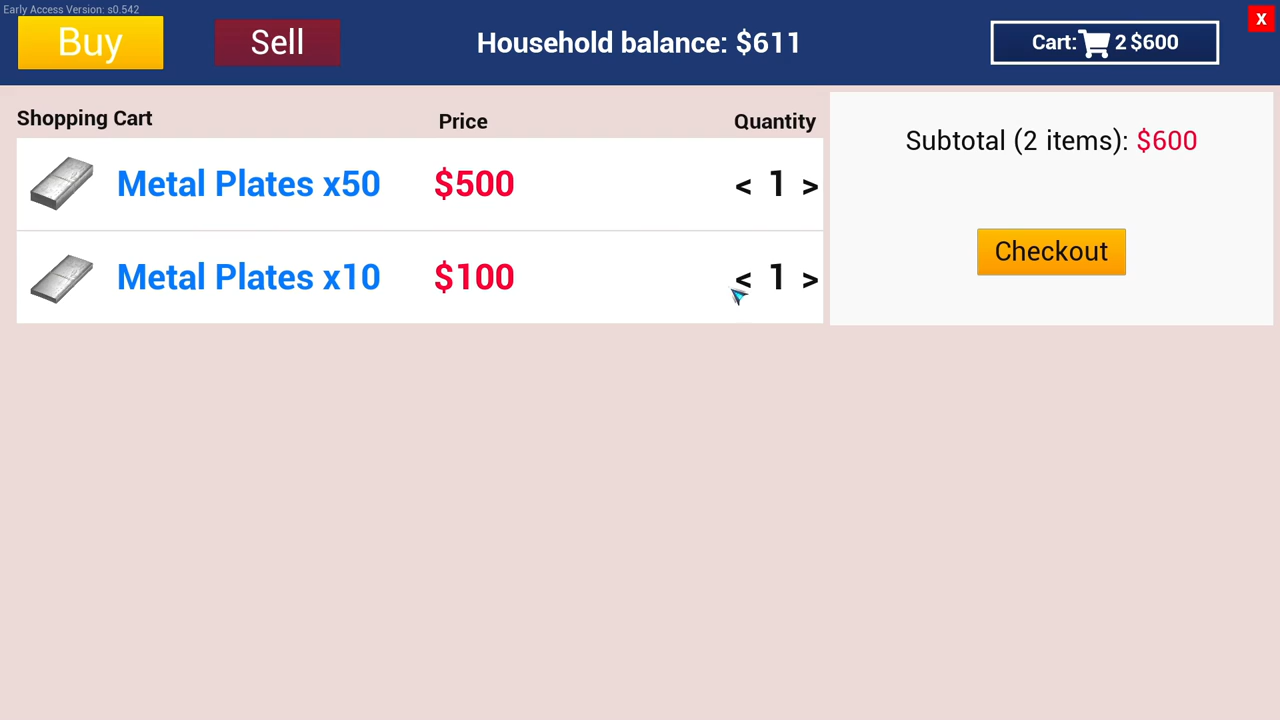 Early Access Version: s0.542
Buy
Sell
Household balance: $611
Cart: 2 $600
X
Shopping Cart
Price
Quantity
Metal Plates x50
$500
< 1 >
Metal Plates x10
$100
< 1 >
Subtotal (2 items): $600
Checkout